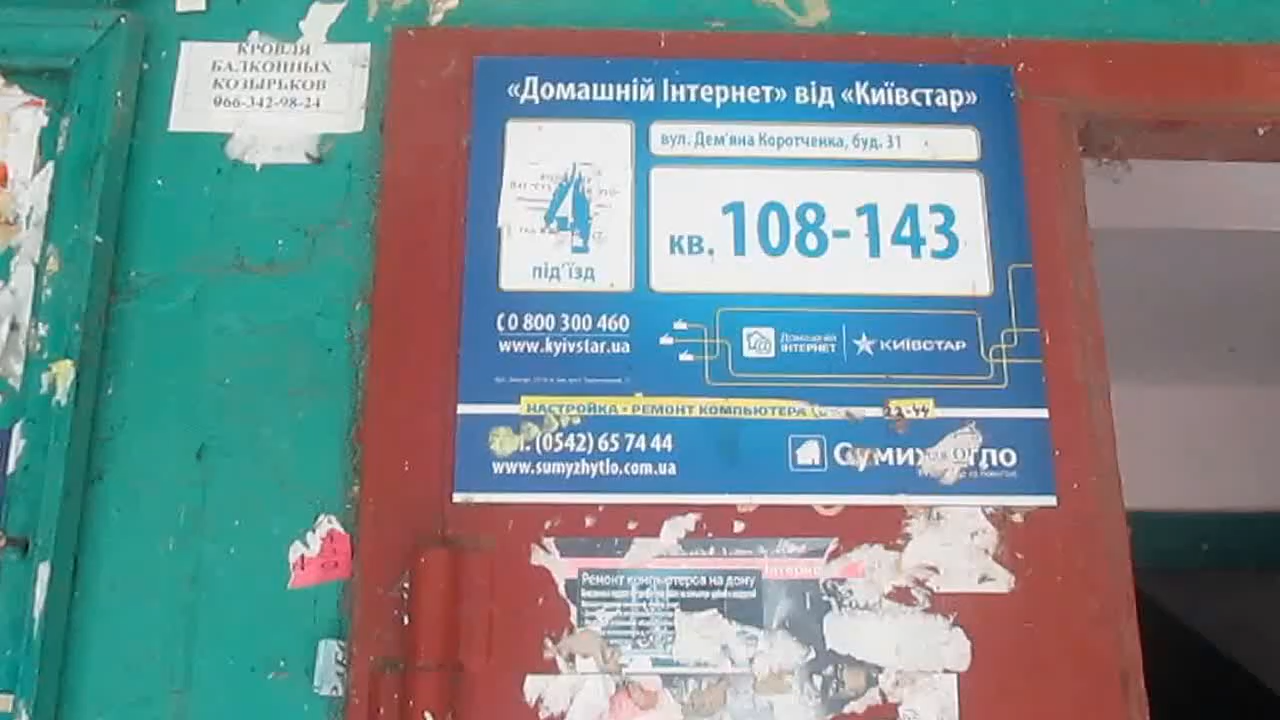 КРОВЛЯ
БАЛКОННЫХ
КОЗЫРЬКОВ
066-342-98-24
«Домашній Інтернет» від «Київстар»
4
під'їзд
вул. Дем'яна Коротченка, буд. 31
кв. 108-143
0 800 300 460
www.kyivstar.ua
Домашній
ІНТЕРНЕТ
КИЇВСТАР
НАСТРОЙКА - РЕМОНТ КОМПЬЮТЕРА
22-44
(0542) 65 74 44
www.sumyzhytlo.com.ua
Ремонт компьютеров на дому